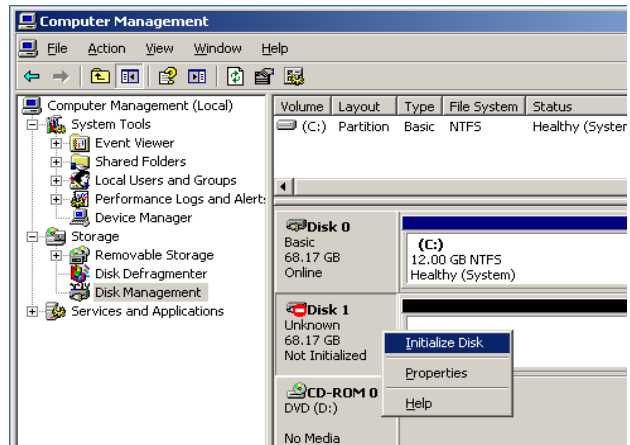 Computer Management
File Action View Window Help
Computer Management (Local)
System Tools
Event Viewer
Shared Folders
Local Users and Groups
Performance Logs and Alert
Device Manager
Storage
Removable Storage
Disk Defragmenter
Disk Management
Services and Applications
Volume Layout Type File System Status
(C:) Partition Basic NTFS Healthy (System
Disk 0
Basic
68.17 GB
Online
(C:)
12.00 GB NTFS
Healthy (System)
Disk 1
Unknown
68.17 GB
Not Initialized
Initialize Disk
Properties
Help
CD-ROM 0
DVD (D:)
No Media